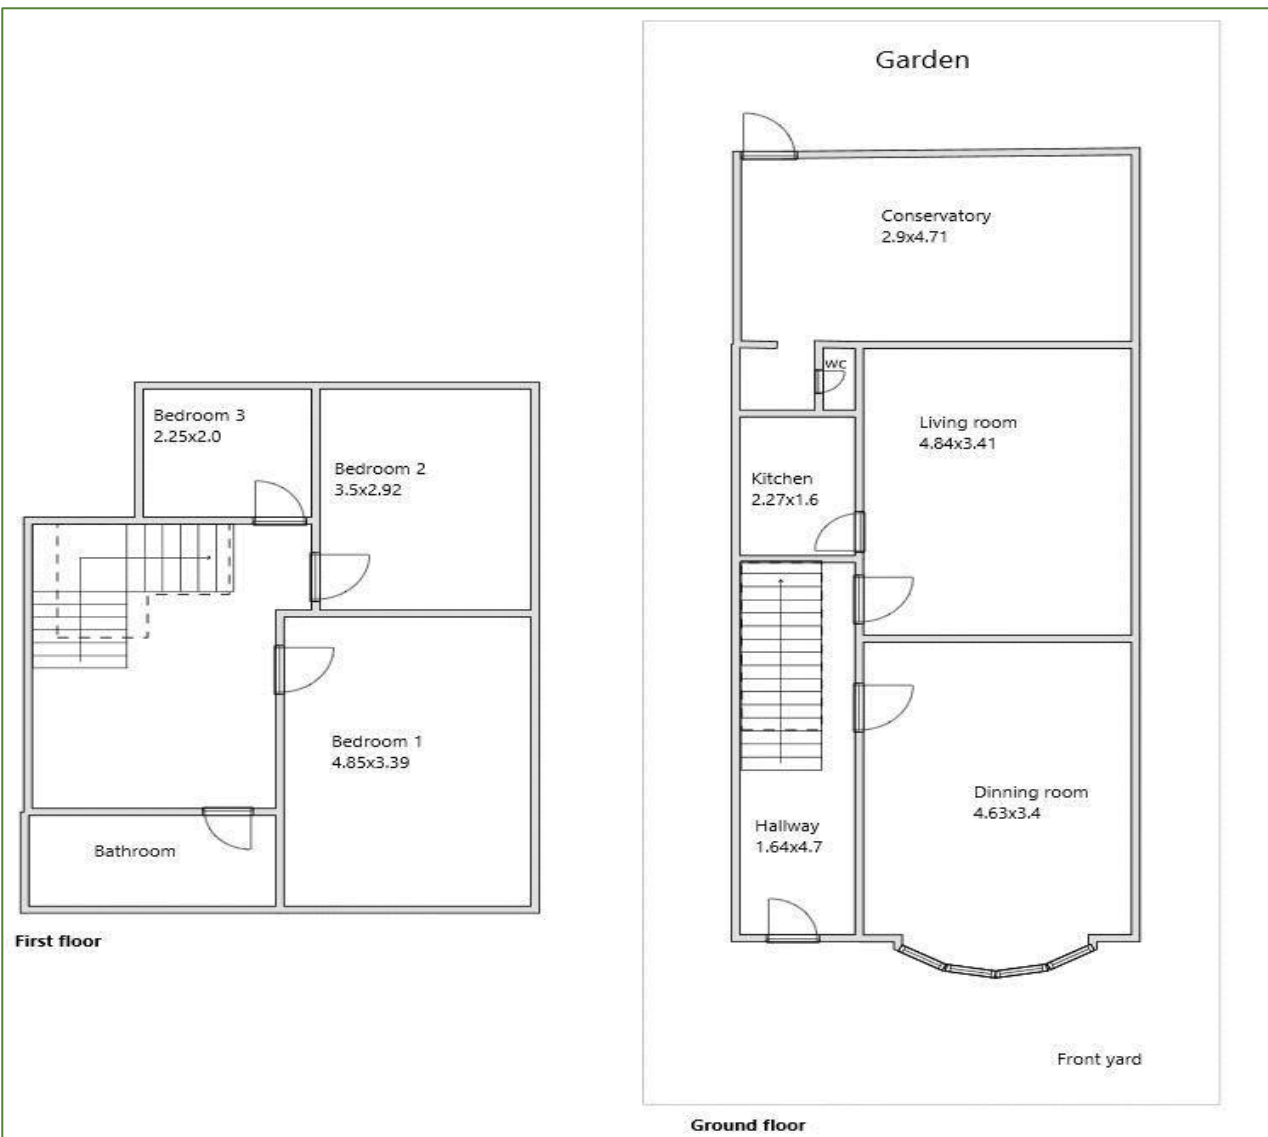 Garden
Conservatory
2.9x4.71
wc
Living room
4.84x3.41
Kitchen
2.27x1.6
Dinning room
4.63x3.4
Hallway
1.64x4.7
Front yard
Ground floor
Bedroom 3
2.25x2.0
Bedroom 2
3.5x2.92
Bedroom 1
4.85x3.39
Bathroom
First floor